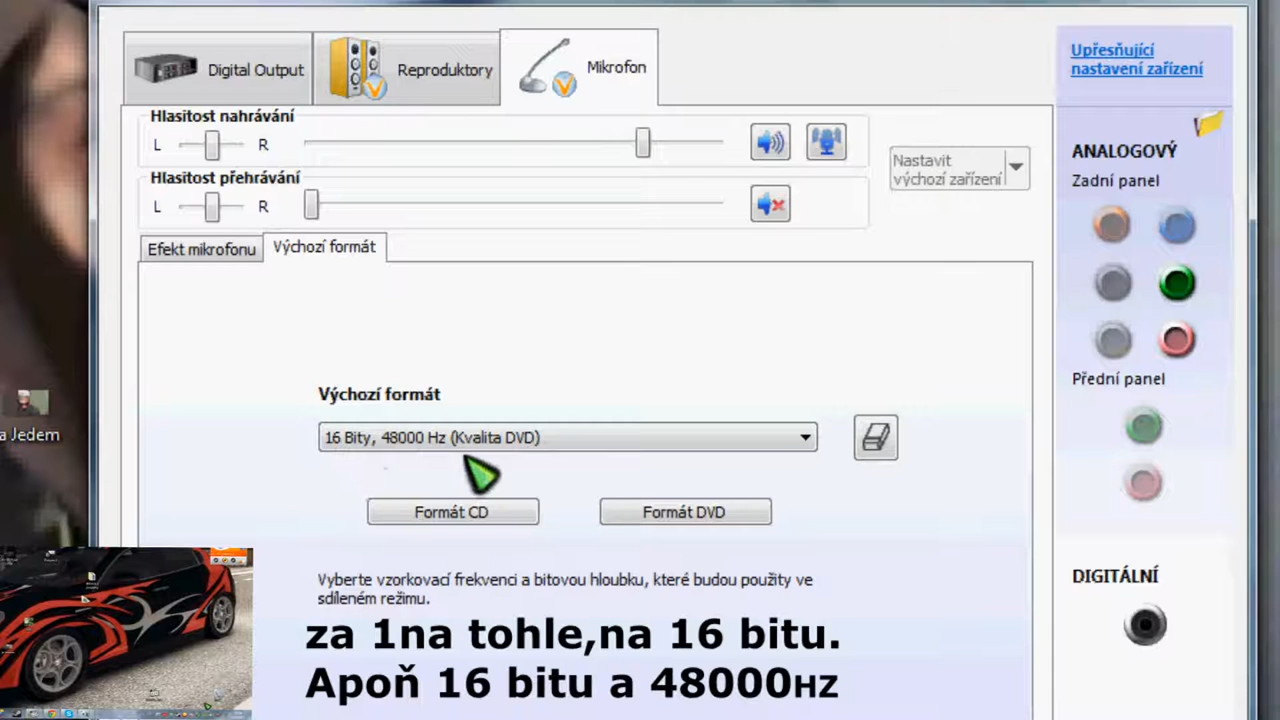 Digital Output
Reproduktory
Mikrofon
Upřesňující
nastavení zařízení
Hlasitost nahrávání
L
R
Nastavit
výchozí zařízení
Hlasitost přehrávání
L
R
ANALOGOVÝ
Zadní panel
Efekt mikrofonu
Výchozí formát
Přední panel
Výchozí formát
16 Bity, 48000 Hz (Kvalita DVD)
a Jedem
Formát CD
Formát DVD
DIGITÁLNÍ
Vyberte vzorkovací frekvenci a bitovou hloubku, které budou použity ve
sdíleném režimu.
za 1na tohle,na 16 bitu.
Apoň 16 bitu a 48000HZ